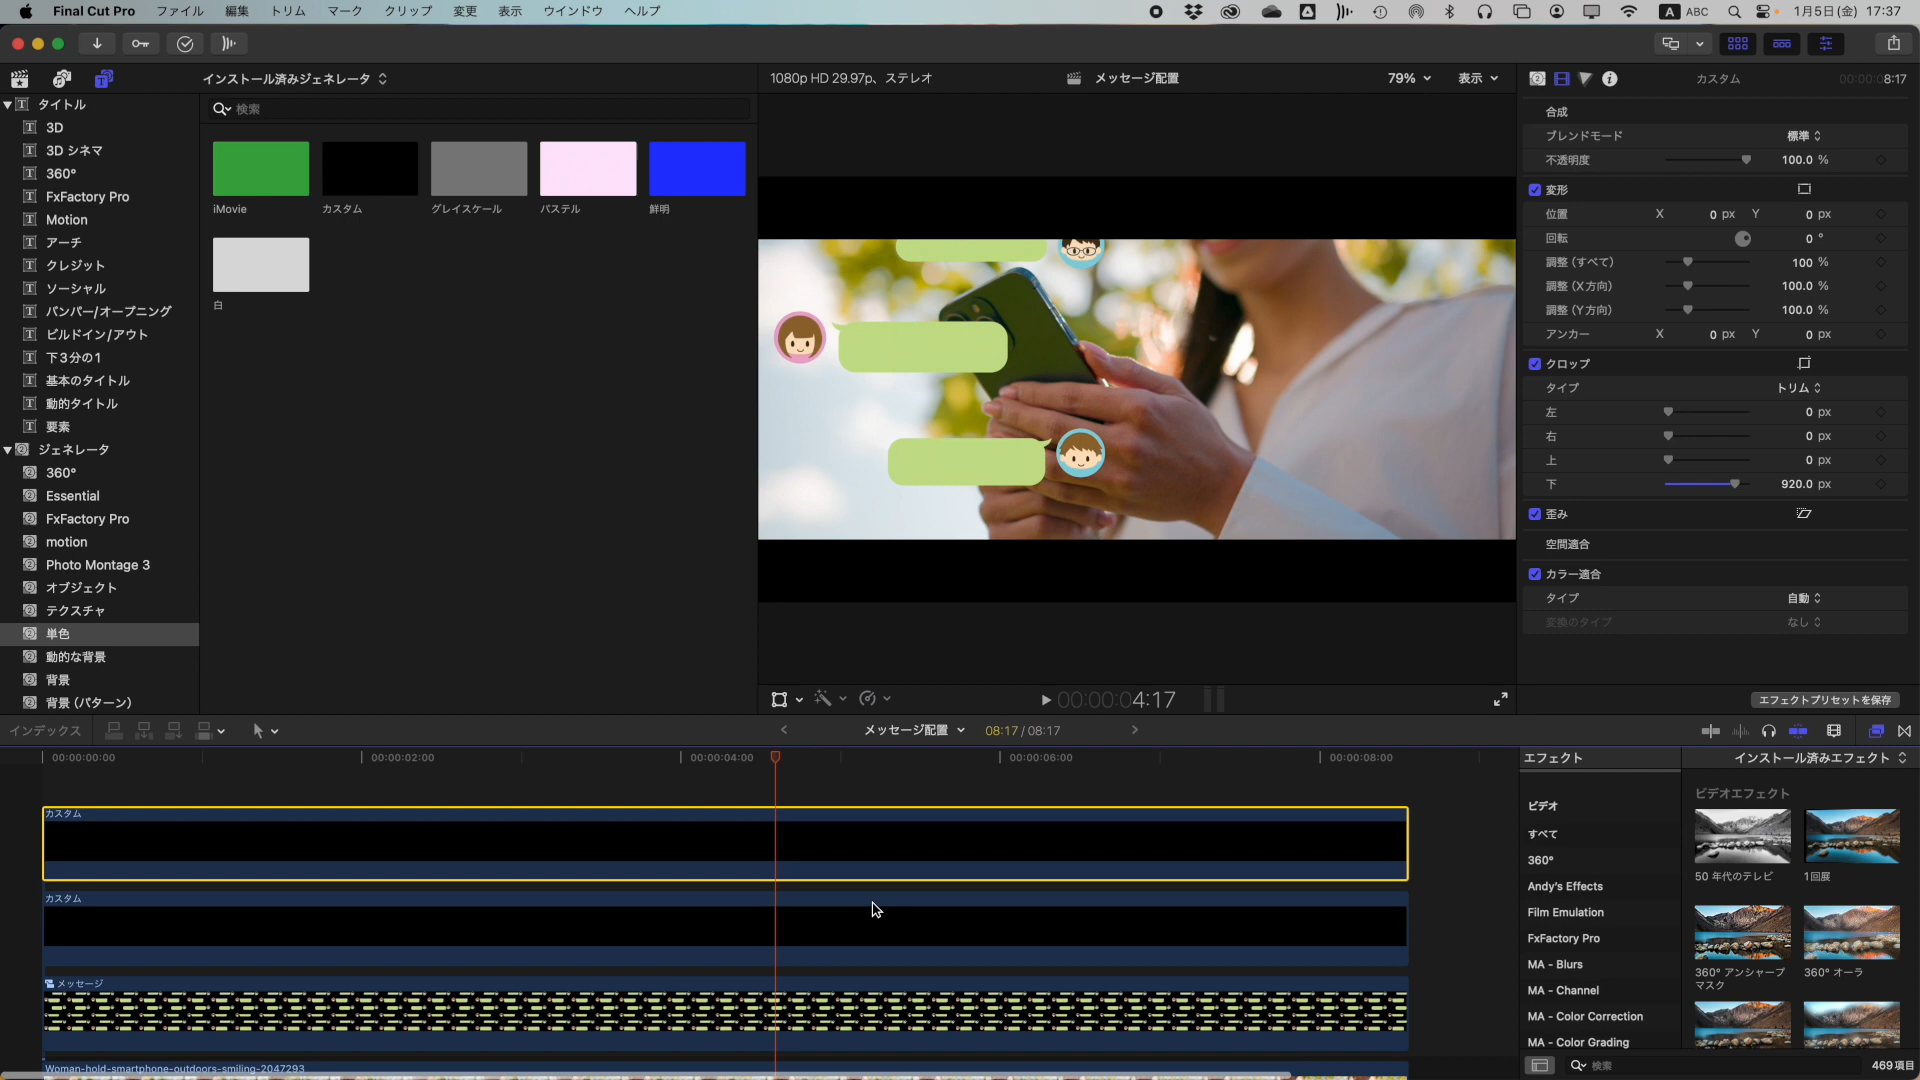 Final Cut Pro ファイル 編集 トリム マーク クリップ 変更 表示 ウインドウ ヘルプ
A ABC 1月5日(金) 17:37
インストール済みジェネレータ
1080p HD 29.97p、ステレオ
メッセージ配置
79%
表示
カスタム
00:00:08:17
検索
タイトル
3D
3D シネマ
360°
FxFactory Pro
Motion
アーチ
クレジット
ソーシャル
バンパー/オープニング
ビルドイン/アウト
下3分の1
基本のタイトル
動的タイトル
要素
ジェネレータ
360°
Essential
FxFactory Pro
motion
Photo Montage 3
オブジェクト
テクスチャ
単色
動的な背景
背景
背景 (パターン)
iMovie
カスタム
グレイスケール
パステル
鮮明
白
合成
ブレンドモード 標準
不透明度 100.0 %
変形
位置 X 0 px Y 0 px
回転 0 °
調整 (すべて) 100 %
調整 (X方向) 100.0 %
調整 (Y方向) 100.0 %
アンカー X 0 px Y 0 px
クロップ
タイプ トリム
左 0 px
右 0 px
上 0 px
下 920.0 px
歪み
空間適合
カラー適合
タイプ 自動
変換のタイプ なし
00:00:04:17
エフェクトプリセットを保存
インデックス
メッセージ配置
08:17 / 08:17
00:00:00:00
00:00:02:00
00:00:04:00
00:00:06:00
00:00:08:00
カスタム
カスタム
メッセージ
Woman-hold-smartphone-outdoors-smiling-2047293
エフェクト
インストール済みエフェクト
ビデオ
すべて
360°
Andy's Effects
Film Emulation
FxFactory Pro
MA - Blurs
MA - Channel
MA - Color Correction
MA - Color Grading
ビデオエフェクト
50 年代のテレビ
1回展
360° アンシャープ
マスク
360° オーラ
検索
469項目